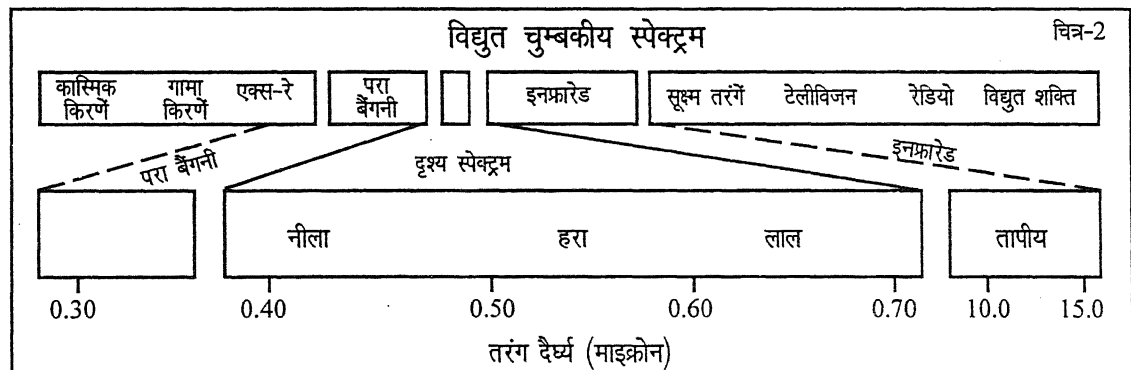 विद्युत चुम्बकीय स्पेक्ट्रम
चित्र-2
कास्मिक किरणें
गामा किरणें
एक्स-रे
परा बैंगनी
इनफ्रारेड
सूक्ष्म तरंगें टेलीविजन रेडियो विद्युत शक्ति
परा बैंगनी
दृश्य स्पेक्ट्रम
इनफ्रारेड
नीला हरा लाल तापीय
0.30 0.40 0.50 0.60 0.70 10.0 15.0
तरंग दैर्घ्य (माइक्रोन)